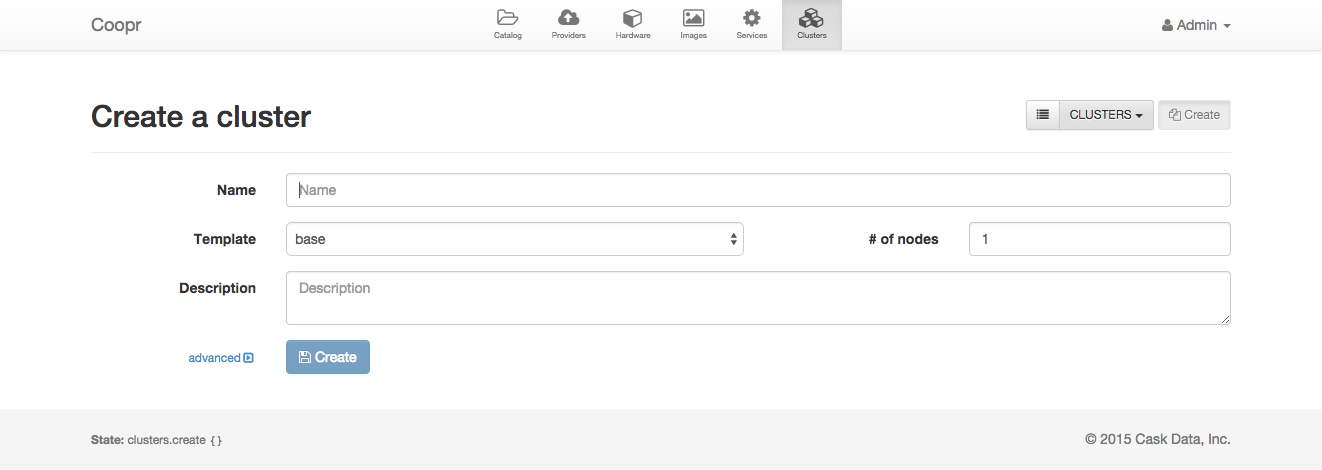 Coopr
Catalog
Providers
Hardware
Images
Services
Clusters
Admin
Create a cluster
CLUSTERS
Create
Name
Name
Template
base
# of nodes
1
Description
Description
advanced
Create
State: clusters.create {}
© 2015 Cask Data, Inc.